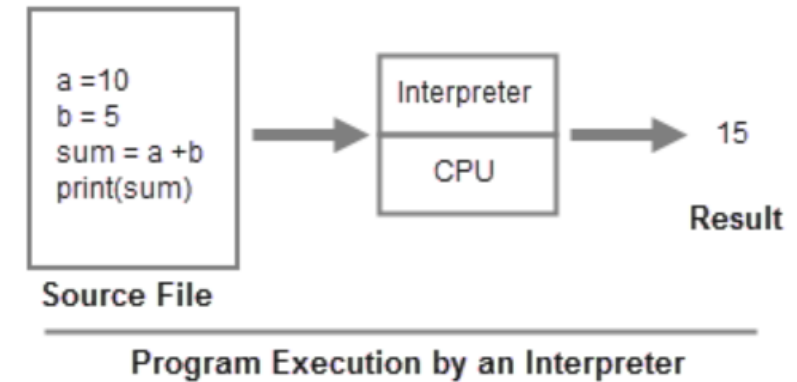 a =10
b = 5
sum = a +b
print(sum)
Source File
Interpreter
CPU
15
Result
Program Execution by an Interpreter